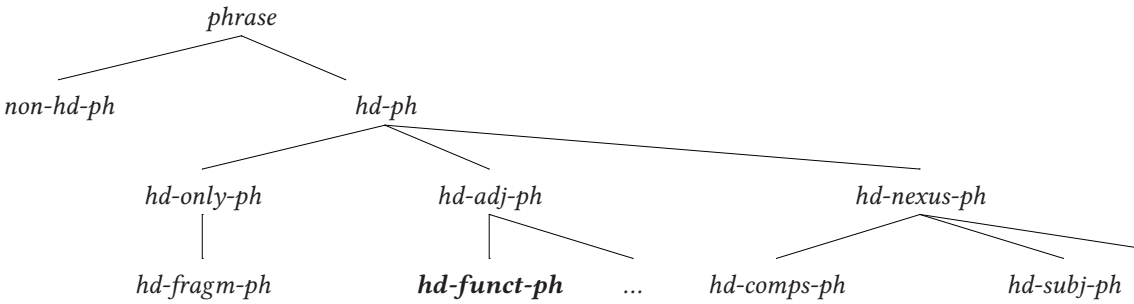 phrase
non-hd-ph hd-ph
hd-only-ph hd-adj-ph hd-nexus-ph
hd-fragm-ph hd-funct-ph ... hd-comps-ph hd-subj-ph